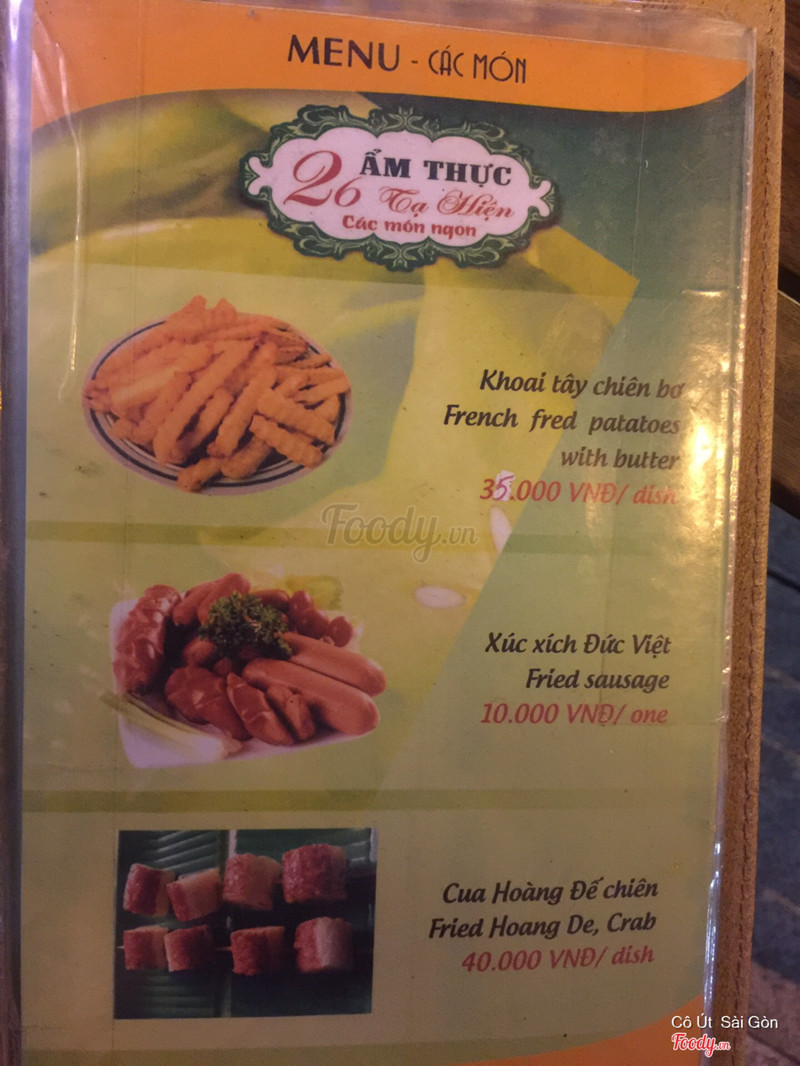 MENU - CÁC MÓN
ẨM THỰC
26 Tạ Hiện
Các món ngon
Khoai tây chiên bơ
French fred patatoes
with butter
35.000 VNĐ/ dish
Foody.vn
Xúc xích Đức Việt
Fried sausage
10.000 VNĐ/ one
Cua Hoàng Đế chiên
Fried Hoang De, Crab
40.000 VNĐ/ dish
Cô Út Sài Gòn
Foody.vn